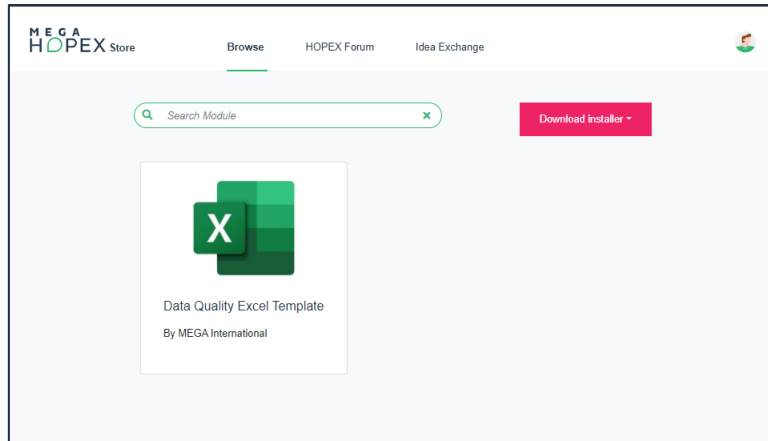 MEGA
HOPEX Store
Browse
HOPEX Forum
Idea Exchange
Search Module
Download installer
X
Data Quality Excel Template
By MEGA International